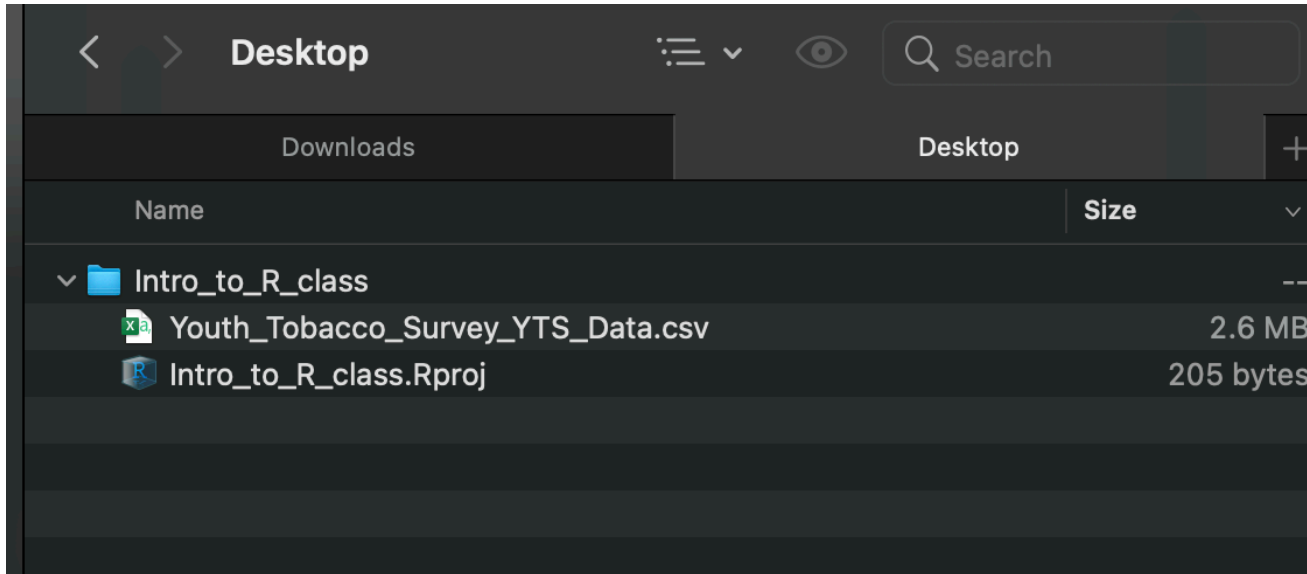 Desktop
Search
Downloads
Desktop
Name
Size
Intro_to_R_class
--
Youth_Tobacco_Survey_YTS_Data.csv
2.6 MB
Intro_to_R_class.Rproj
205 bytes